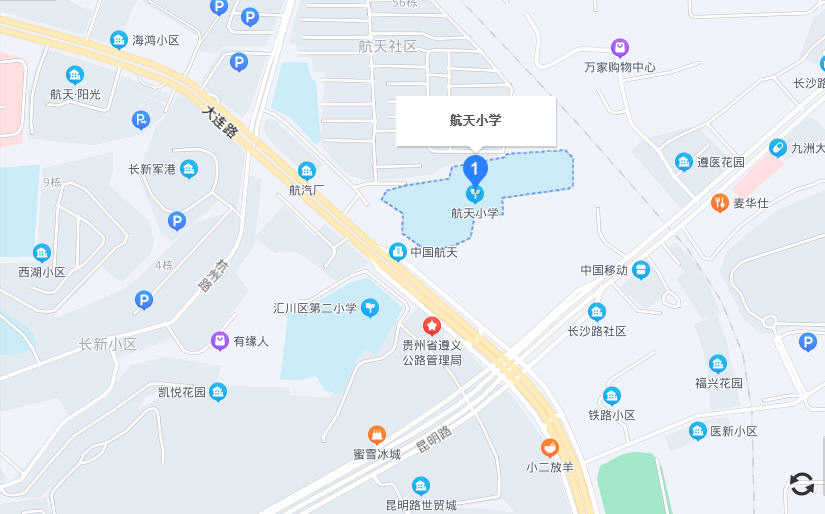 56栋
海鸿小区
航天社区
万家购物中心
航天·阳光
长沙路
航天小学
大连路
1
九洲大
长新军港
航汽厂
遵医花园
9栋
麦华仕
航天小学
中国航天
西湖小区
4栋
杭州路
中国移动
汇川区第二小学
长沙路社区
长新小区
有缘人
贵州省遵义
公路管理局
凯悦花园
福兴花园
铁路小区
医新小区
昆明路
蜜雪冰城
小二放羊
昆明路世贸城
P
P
P
P
P
P
P